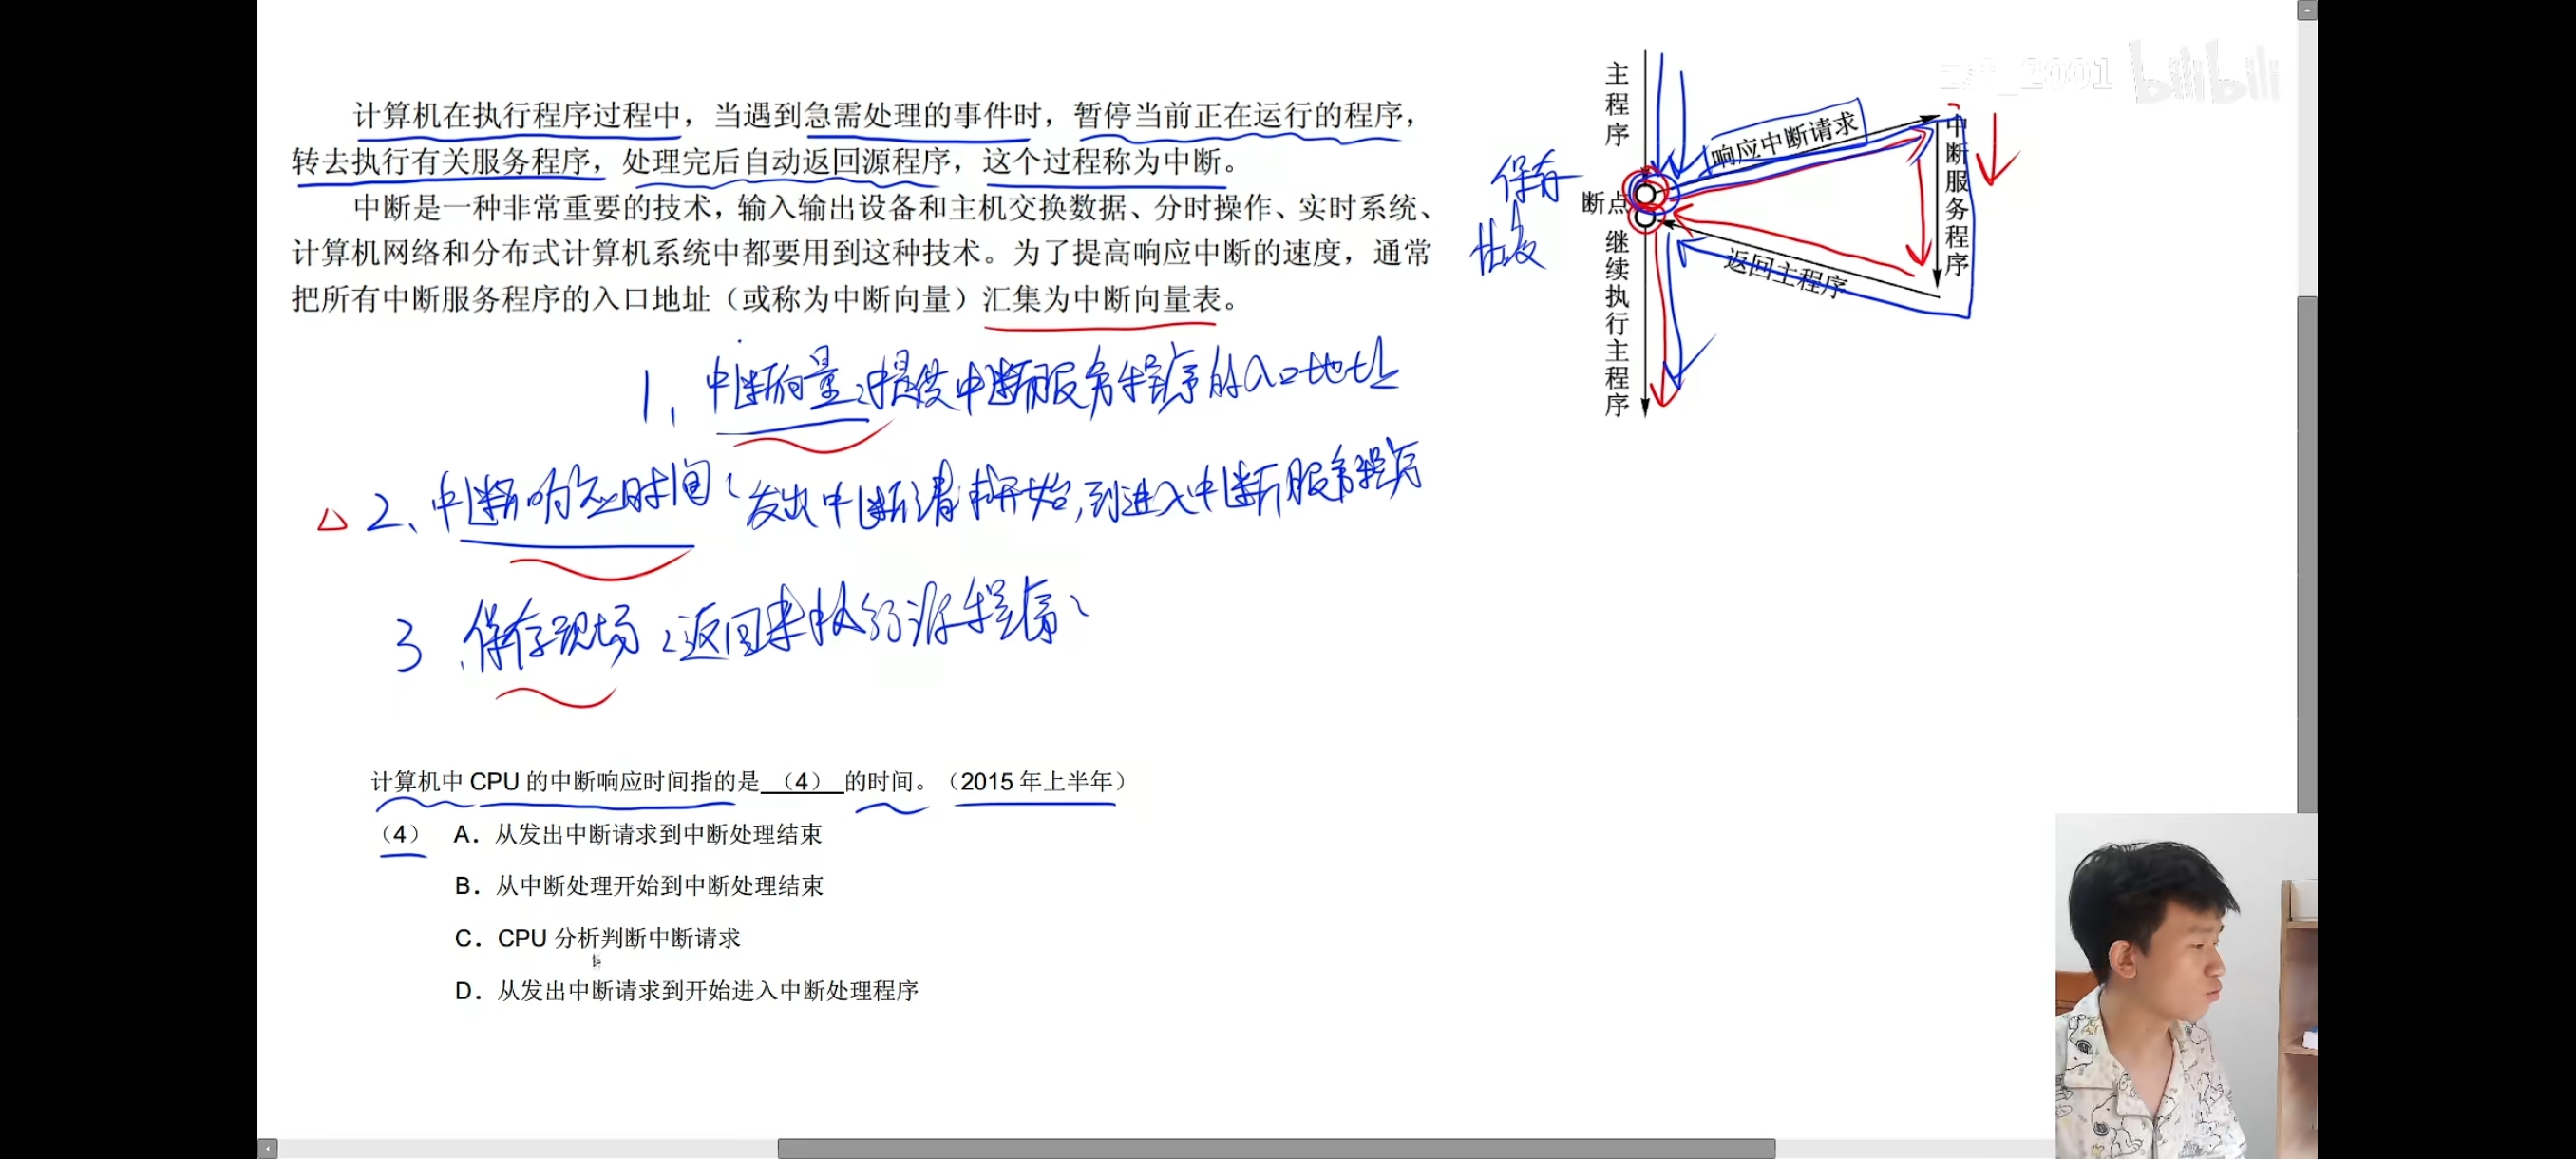 zst_2001 bilibili
计算机在执行程序过程中，当遇到急需处理的事件时，暂停当前正在运行的程序，
转去执行有关服务程序，处理完后自动返回源程序，这个过程称为中断。
中断是一种非常重要的技术，输入输出设备和主机交换数据、分时操作、实时系统、
计算机网络和分布式计算机系统中都要用到这种技术。为了提高响应中断的速度，通常
把所有中断服务程序的入口地址（或称为中断向量）汇集为中断向量表。
主程序
响应中断请求
中断服务程序
保存
断点
恢复
返回主程序
继续执行主程序
1、中断向量：提供中断服务程序的入口地址
2、中断响应时间：发出中断请求开始，到进入中断服务程序
3、保存现场：返回来执行源程序
计算机中 CPU 的中断响应时间指的是 （4） 的时间。（2015 年上半年）
（4） A．从发出中断请求到中断处理结束
B．从中断处理开始到中断处理结束
C．CPU 分析判断中断请求
D．从发出中断请求到开始进入中断处理程序